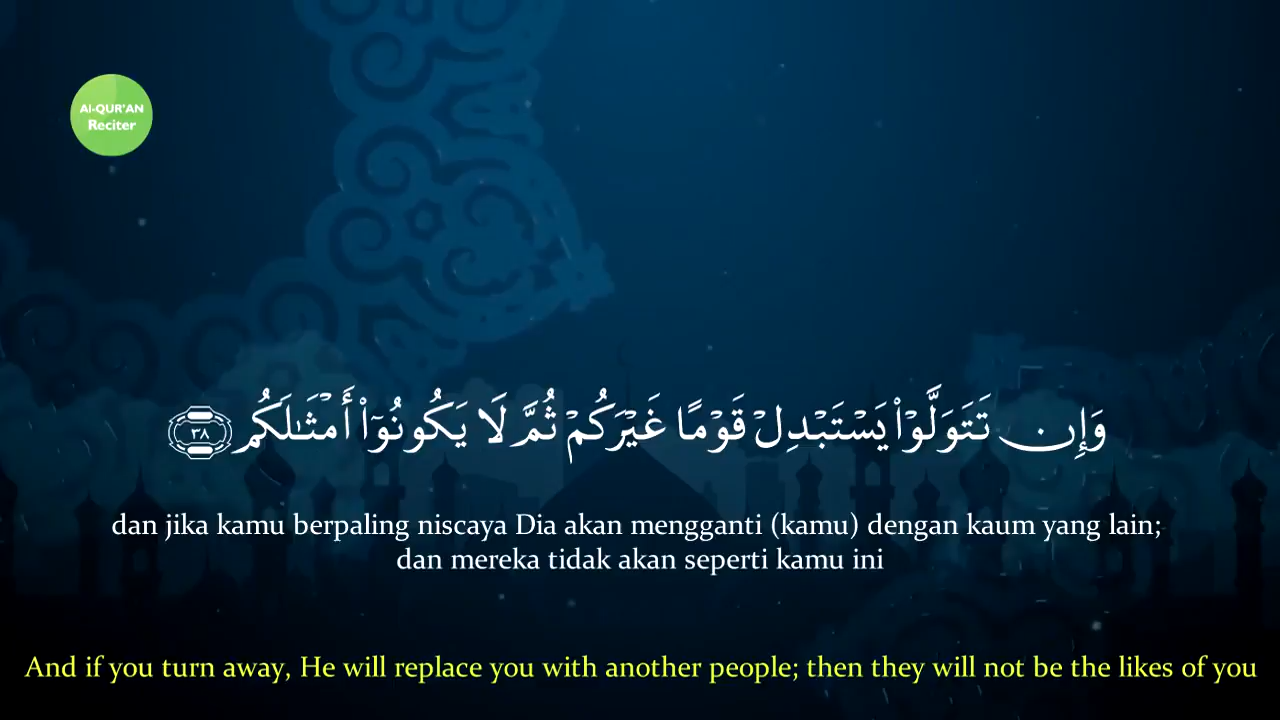 Al-QUR'AN
Reciter
وَإِن تَتَوَلَّوْا۟ يَسْتَبْدِلْ قَوْمًا غَيْرَكُمْ ثُمَّ لَا يَكُونُوٓا۟ أَمْثَـٰلَكُم ٣٨
dan jika kamu berpaling niscaya Dia akan mengganti (kamu) dengan kaum yang lain;
dan mereka tidak akan seperti kamu ini
And if you turn away, He will replace you with another people; then they will not be the likes of you